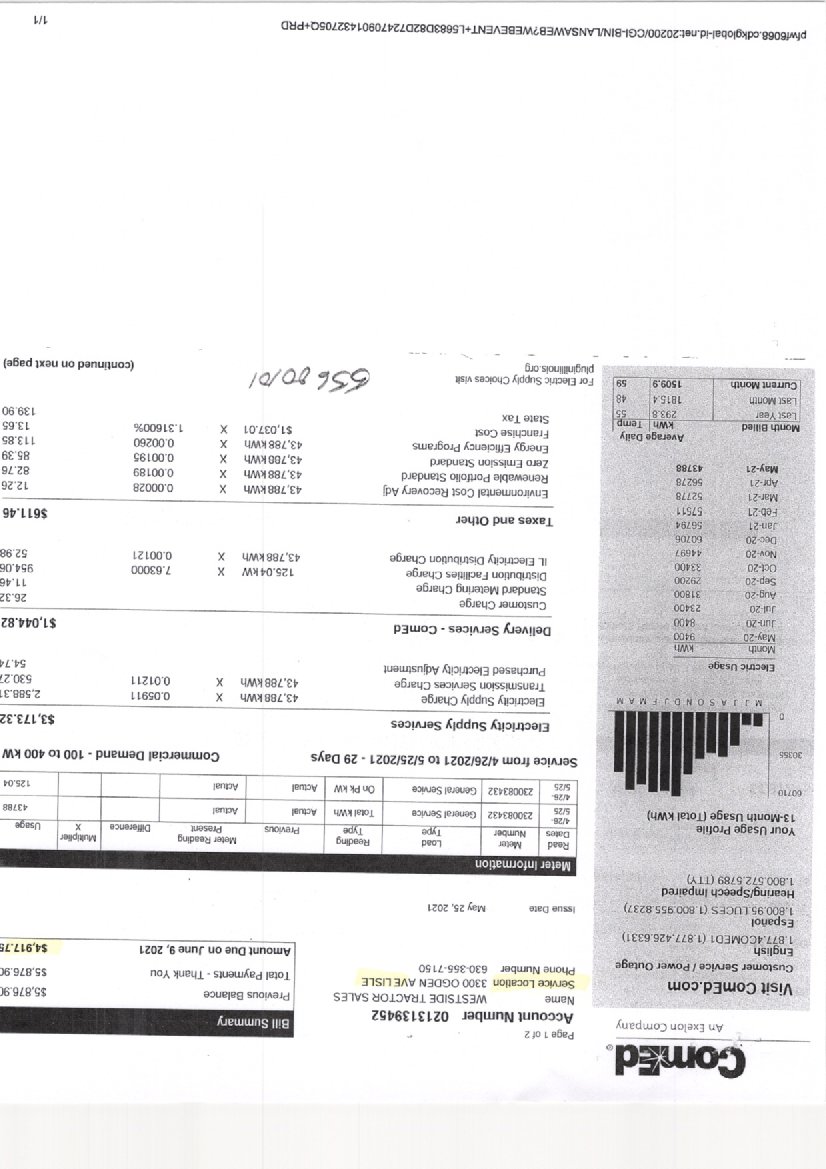 ComEd®
An Exelon Company
Visit ComEd.com
Customer Service / Power Outage
English
1.877.4COMED1 (1.877.426.6331)
Español
1.800.95.LUCES (1.800.955.8237)
Hearing/Speech Impaired
1.800.572.5789 (TTY)
Your Usage Profile
13-Month Usage (Total kWh)
60710
30355
0
M J J A S O N D J F M A M
Electric Usage
Month kWh
May-20 9400
Jun-20 8400
Jul-20 23400
Aug-20 31800
Sep-20 29200
Oct-20 33400
Nov-20 44697
Dec-20 60706
Jan-21 56794
Feb-21 57511
Mar-21 52778
Apr-21 56278
May-21 43788
Average Daily
Month Billed kWh Temp
Last Year 293.8 55
Last Month 1815.4 48
Current Month 1509.9 59
Page 1 of 2
Account Number 0213139452
Name WESTSIDE TRACTOR SALES
Service Location 3300 OGDEN AVE LISLE
Phone Number 630-355-7150
Issue Date May 25, 2021
Bill Summary
Previous Balance $5,876.90
Total Payments - Thank You $5,876.90
Amount Due on June 9, 2021 $4,917.75
Meter Information
Read Dates Meter Number Load Type Reading Type Previous Meter Reading Present Difference Multiplier X Usage
4/26-5/25 230083432 General Service Total kWh Actual Actual 43788
4/26-5/25 230083432 General Service On Pk kW Actual Actual 125.04
Service from 4/26/2021 to 5/25/2021 - 29 Days Commercial Demand - 100 to 400 kW
Electricity Supply Services $3,173.32
Electricity Supply Charge 43,788 kWh X 0.05911 2,588.31
Transmission Services Charge 43,788 kWh X 0.01211 530.27
Purchased Electricity Adjustment 54.74
Delivery Services - ComEd $1,044.82
Customer Charge 26.32
Standard Metering Charge 11.46
Distribution Facilities Charge 125.04 kW X 7.63000 954.06
IL Electricity Distribution Charge 43,788 kWh X 0.00121 52.98
Taxes and Other $611.46
Environmental Cost Recovery Adj 43,788 kWh X 0.00028 12.26
Renewable Portfolio Standard 43,788 kWh X 0.00189 82.76
Zero Emission Standard 43,788 kWh X 0.00195 85.39
Energy Efficiency Programs 43,788 kWh X 0.00260 113.85
Franchise Cost $1,037.01 X 1.31600% 13.65
State Tax 139.90
For Electric Supply Choices visit
pluginillinois.org
55600101
(continued on next page)
pfwf6068.cdkglobal-id.net:20200/CGI-BIN/LANSAWEB?WEBEVENT+L5683D82D72470901432705Q+PRD
1/1